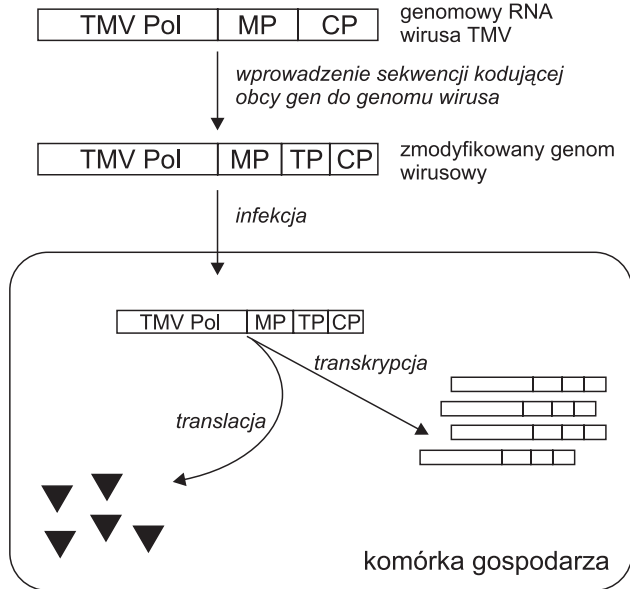 TMV Pol MP CP
genomowy RNA
wirusa TMV
wprowadzenie sekwencji kodującej
obcy gen do genomu wirusa
TMV Pol MP TP CP
zmodyfikowany genom
wirusowy
infekcja
TMV Pol MP TP CP
transkrypcja
translacja
komórka gospodarza